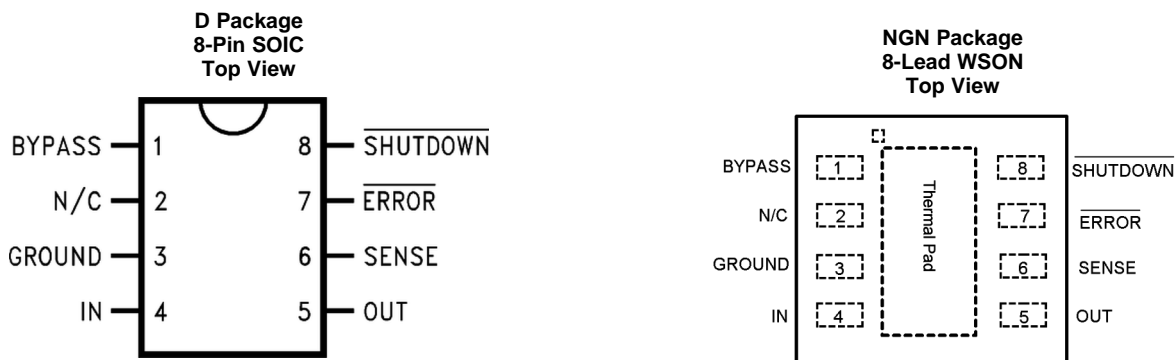 D Package
8-Pin SOIC
Top View
BYPASS 1 8 SHUTDOWN
N/C 2 7 ERROR
GROUND 3 6 SENSE
IN 4 5 OUT
NGN Package
8-Lead WSON
Top View
BYPASS 1 8 SHUTDOWN
N/C 2 7 ERROR
GROUND 3 6 SENSE
IN 4 5 OUT
Thermal Pad